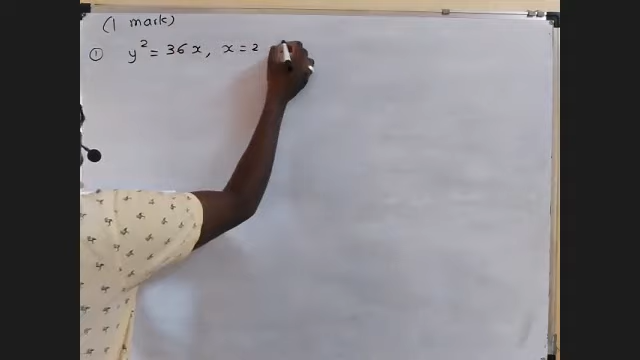 (1 mark)
① y² = 36x, x = 2